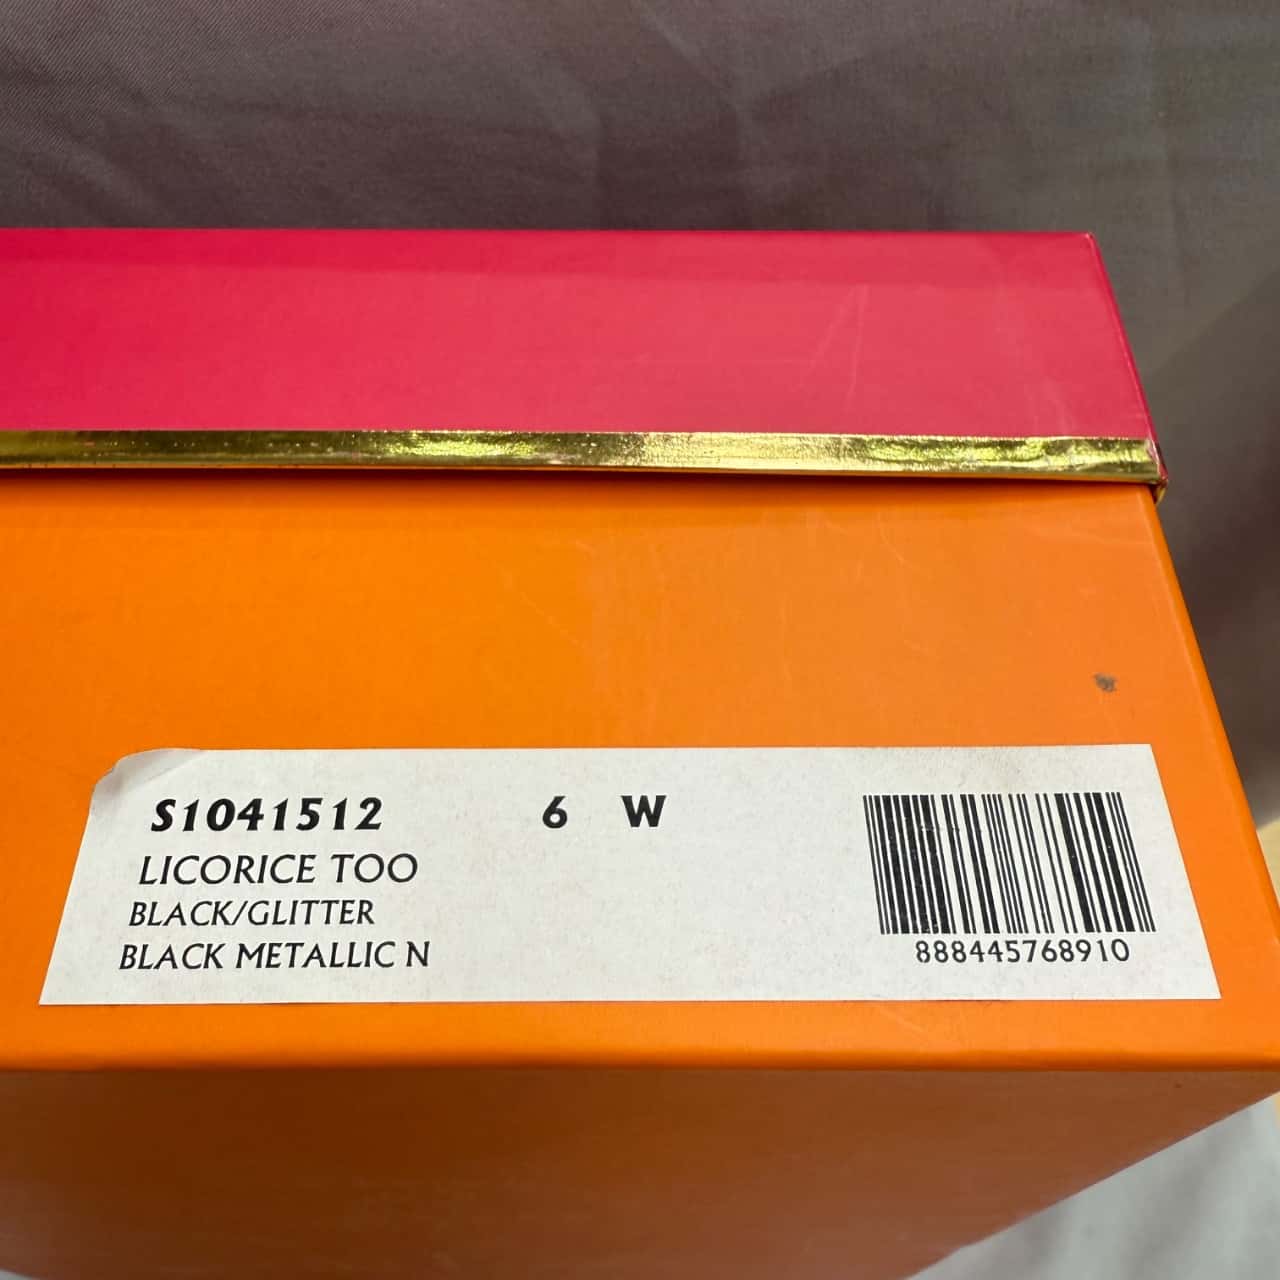 S1041512 6 W
LICORICE TOO
BLACK/GLITTER
BLACK METALLIC N
888445768910